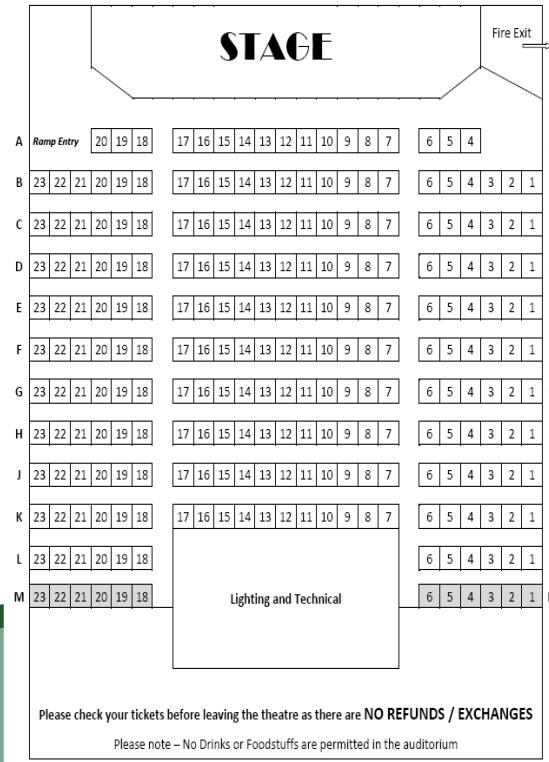 STAGE
Fire Exit
A Ramp Entry 20 19 18 17 16 15 14 13 12 11 10 9 8 7 6 5 4
B 23 22 21 20 19 18 17 16 15 14 13 12 11 10 9 8 7 6 5 4 3 2 1
C 23 22 21 20 19 18 17 16 15 14 13 12 11 10 9 8 7 6 5 4 3 2 1
D 23 22 21 20 19 18 17 16 15 14 13 12 11 10 9 8 7 6 5 4 3 2 1
E 23 22 21 20 19 18 17 16 15 14 13 12 11 10 9 8 7 6 5 4 3 2 1
F 23 22 21 20 19 18 17 16 15 14 13 12 11 10 9 8 7 6 5 4 3 2 1
G 23 22 21 20 19 18 17 16 15 14 13 12 11 10 9 8 7 6 5 4 3 2 1
H 23 22 21 20 19 18 17 16 15 14 13 12 11 10 9 8 7 6 5 4 3 2 1
J 23 22 21 20 19 18 17 16 15 14 13 12 11 10 9 8 7 6 5 4 3 2 1
K 23 22 21 20 19 18 17 16 15 14 13 12 11 10 9 8 7 6 5 4 3 2 1
L 23 22 21 20 19 18 6 5 4 3 2 1
M 23 22 21 20 19 18 Lighting and Technical 6 5 4 3 2 1
Please check your tickets before leaving the theatre as there are NO REFUNDS / EXCHANGES
Please note – No Drinks or Foodstuffs are permitted in the auditorium